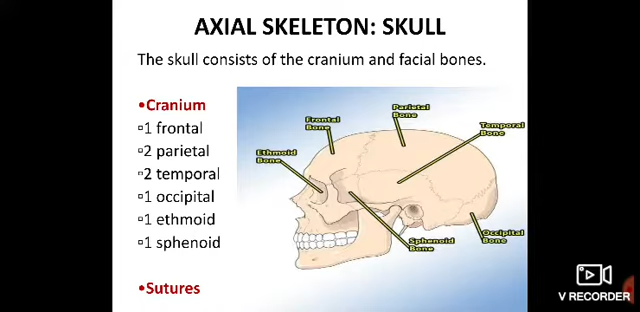 AXIAL SKELETON: SKULL
The skull consists of the cranium and facial bones.
•Cranium
▫1 frontal
▫2 parietal
▫2 temporal
▫1 occipital
▫1 ethmoid
▫1 sphenoid
•Sutures
Parietal
Bone
Frontal
Bone
Temporal
Bone
Ethmoid
Bone
Sphenoid
Bone
Occipital
Bone
V RECORDER